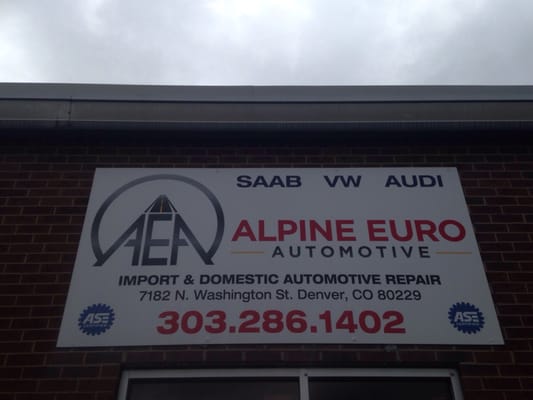 SAAB VW AUDI
AEA
ALPINE EURO
AUTOMOTIVE
IMPORT & DOMESTIC AUTOMOTIVE REPAIR
7182 N. Washington St. Denver, CO 80229
303.286.1402
ASE ASE